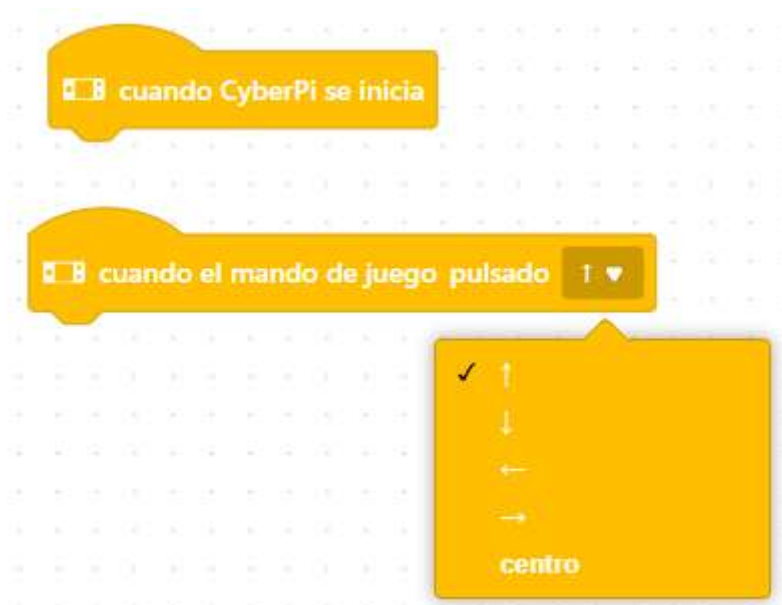 cuando CyberPi se inicia
cuando el mando de juego pulsado ↑ ▼
✓ ↑
↓
←
→
centro